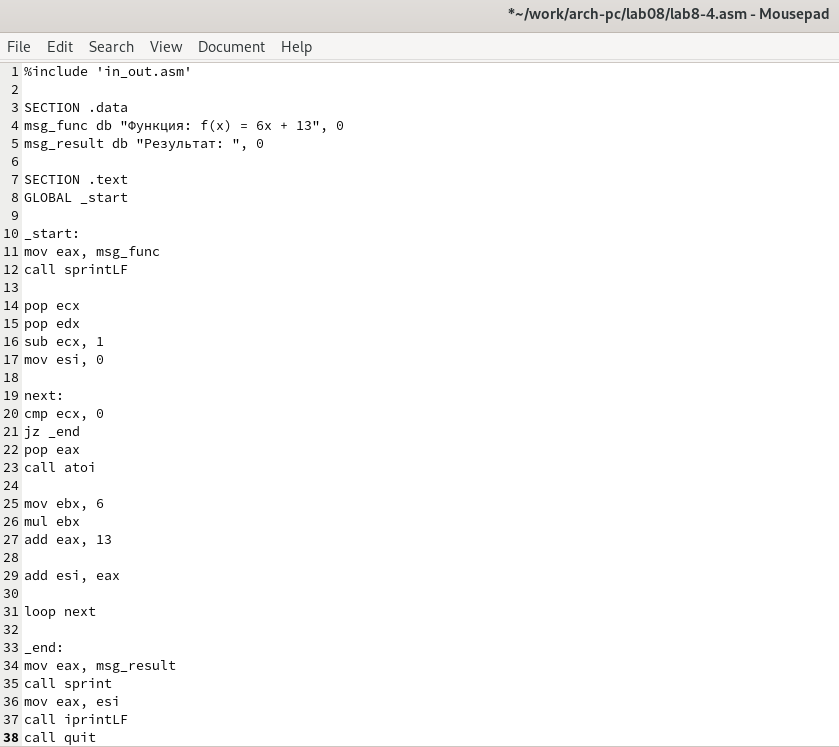 *~/work/arch-pc/lab08/lab8-4.asm - Mousepad
File Edit Search View Document Help
1 %include 'in_out.asm'
2
3 SECTION .data
4 msg_func db "Функция: f(x) = 6x + 13", 0
5 msg_result db "Результат: ", 0
6
7 SECTION .text
8 GLOBAL _start
9
10 _start:
11 mov eax, msg_func
12 call sprintLF
13
14 pop ecx
15 pop edx
16 sub ecx, 1
17 mov esi, 0
18
19 next:
20 cmp ecx, 0
21 jz _end
22 pop eax
23 call atoi
24
25 mov ebx, 6
26 mul ebx
27 add eax, 13
28
29 add esi, eax
30
31 loop next
32
33 _end:
34 mov eax, msg_result
35 call sprint
36 mov eax, esi
37 call iprintLF
38 call quit